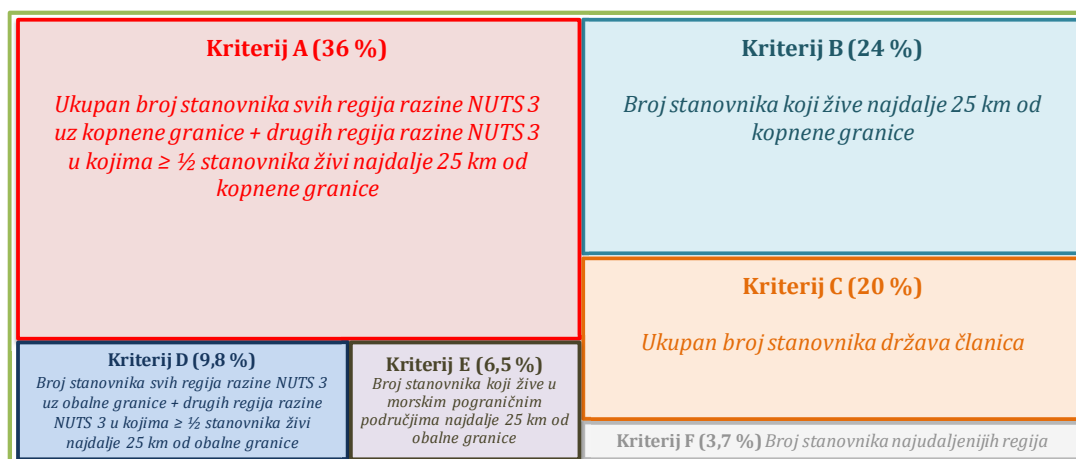 Kriterij A (36 %)
Ukupan broj stanovnika svih regija razine NUTS 3
uz kopnene granice + drugih regija razine NUTS 3
u kojima ≥ ½ stanovnika živi najdalje 25 km od
kopnene granice
Kriterij B (24 %)
Broj stanovnika koji žive najdalje 25 km od
kopnene granice
Kriterij C (20 %)
Ukupan broj stanovnika država članica
Kriterij D (9,8 %)
Broj stanovnika svih regija razine NUTS 3
uz obalne granice + drugih regija razine
NUTS 3 u kojima ≥ ½ stanovnika živi
najdalje 25 km od obalne granice
Kriterij E (6,5 %)
Broj stanovnika koji žive u
morskim pograničnim
područjima najdalje 25 km od
obalne granice
Kriterij F (3,7 %) Broj stanovnika najudaljenijih regija